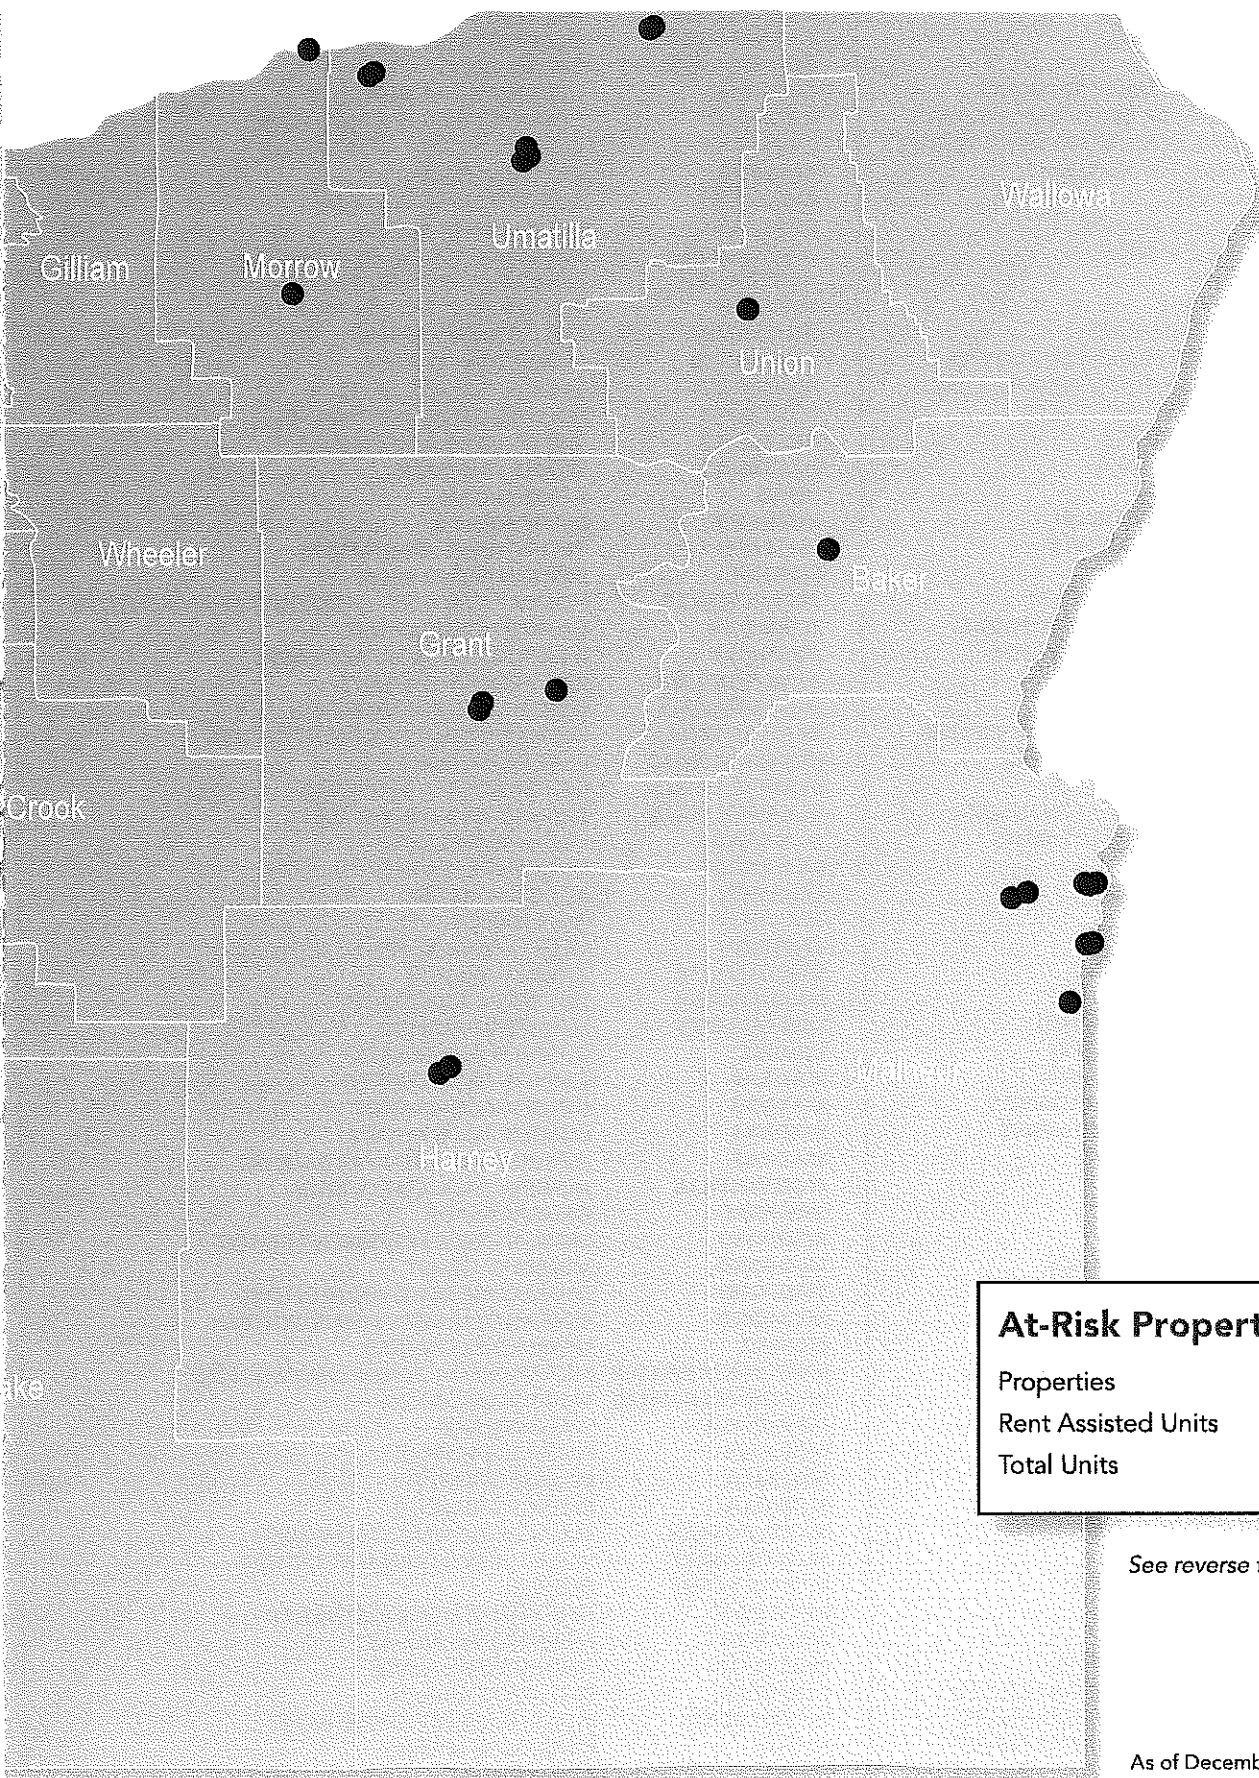 Wallowa
Umatilla
Gilliam
Morrow
Union
Wheeler
Baker
Grant
Crook
Harney
ake
At-Risk Propert
Properties
Rent Assisted Units
Total Units
See reverse
As of Decemb